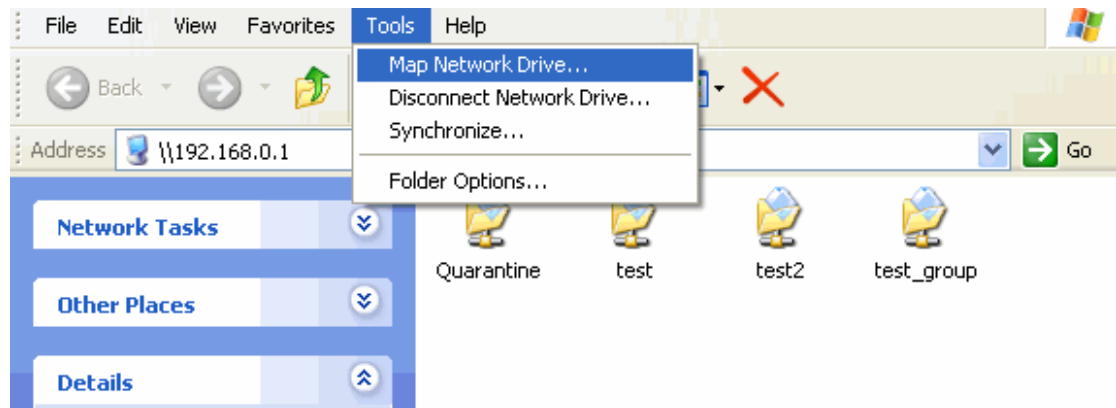 File Edit View Favorites Tools Help
Map Network Drive...
Back
Disconnect Network Drive...
Synchronize...
Address \\192.168.0.1 Go
Folder Options...
Network Tasks
Quarantine test test2 test_group
Other Places
Details